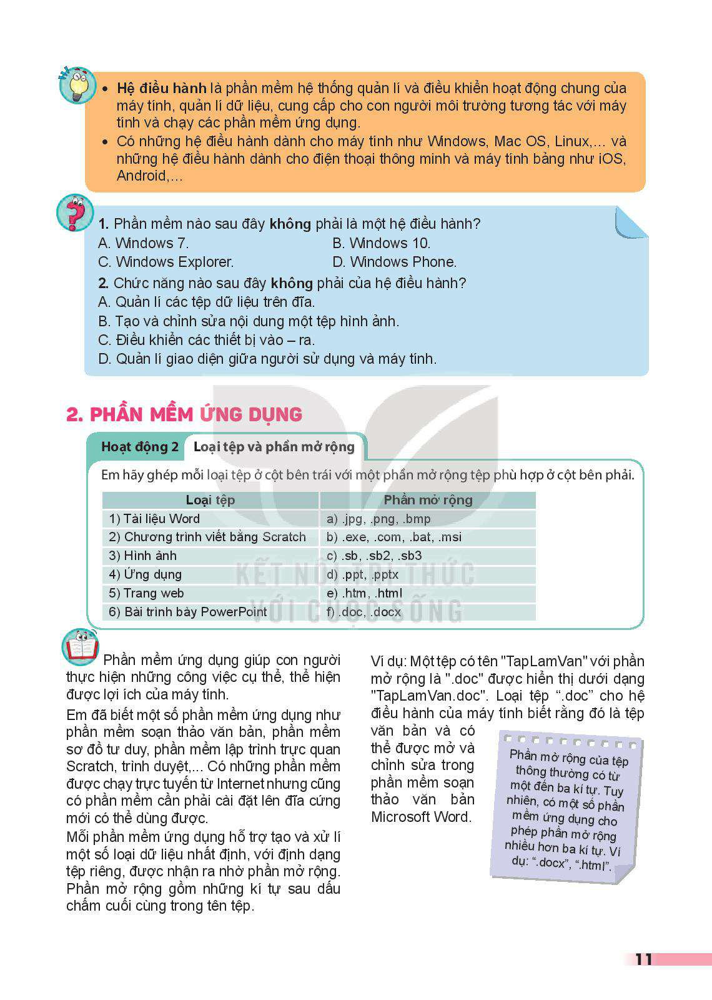 • Hệ điều hành là phần mềm hệ thống quản lí và điều khiển hoạt động chung của
máy tính, quản lí dữ liệu, cung cấp cho con người môi trường tương tác với máy
tính và chạy các phần mềm ứng dụng.
• Có những hệ điều hành dành cho máy tính như Windows, Mac OS, Linux,... và
những hệ điều hành dành cho điện thoại thông minh và máy tính bảng như iOS,
Android,...
1. Phần mềm nào sau đây không phải là một hệ điều hành?
A. Windows 7. B. Windows 10.
C. Windows Explorer. D. Windows Phone.
2. Chức năng nào sau đây không phải của hệ điều hành?
A. Quản lí các tệp dữ liệu trên đĩa.
B. Tạo và chỉnh sửa nội dung một tệp hình ảnh.
C. Điều khiển các thiết bị vào – ra.
D. Quản lí giao diện giữa người sử dụng và máy tính.
2. PHẦN MỀM ỨNG DỤNG
Hoạt động 2 Loại tệp và phần mở rộng
Em hãy ghép mỗi loại tệp ở cột bên trái với một phần mở rộng tệp phù hợp ở cột bên phải.
Loại tệp Phần mở rộng
1) Tài liệu Word a) .jpg, .png, .bmp
2) Chương trình viết bằng Scratch b) .exe, .com, .bat, .msi
3) Hình ảnh c) .sb, .sb2, .sb3
4) Ứng dụng d) .ppt, .pptx
5) Trang web e) .htm, .html
6) Bài trình bày PowerPoint f) .doc, .docx
KẾT NỐI TRI THỨC
VỚI CUỘC SỐNG
Phần mềm ứng dụng giúp con người
thực hiện những công việc cụ thể, thể hiện
được lợi ích của máy tính.
Em đã biết một số phần mềm ứng dụng như
phần mềm soạn thảo văn bản, phần mềm
sơ đồ tư duy, phần mềm lập trình trực quan
Scratch, trình duyệt,... Có những phần mềm
được chạy trực tuyến từ Internet nhưng cũng
có phần mềm cần phải cài đặt lên đĩa cứng
mới có thể dùng được.
Mỗi phần mềm ứng dụng hỗ trợ tạo và xử lí
một số loại dữ liệu nhất định, với định dạng
tệp riêng, được nhận ra nhờ phần mở rộng.
Phần mở rộng gồm những kí tự sau dấu
chấm cuối cùng trong tên tệp.
Ví dụ: Một tệp có tên "TapLamVan" với phần
mở rộng là ".doc" được hiển thị dưới dạng
"TapLamVan.doc". Loại tệp “.doc” cho hệ
điều hành của máy tính biết rằng đó là tệp
văn bản và có
thể được mở và
chỉnh sửa trong
phần mềm soạn
thảo văn bản
Microsoft Word.
Phần mở rộng của tệp
thông thường có từ
một đến ba kí tự. Tuy
nhiên, có một số phần
mềm ứng dụng cho
phép phần mở rộng
nhiều hơn ba kí tự. Ví
dụ: “.docx”, “.html”.
11